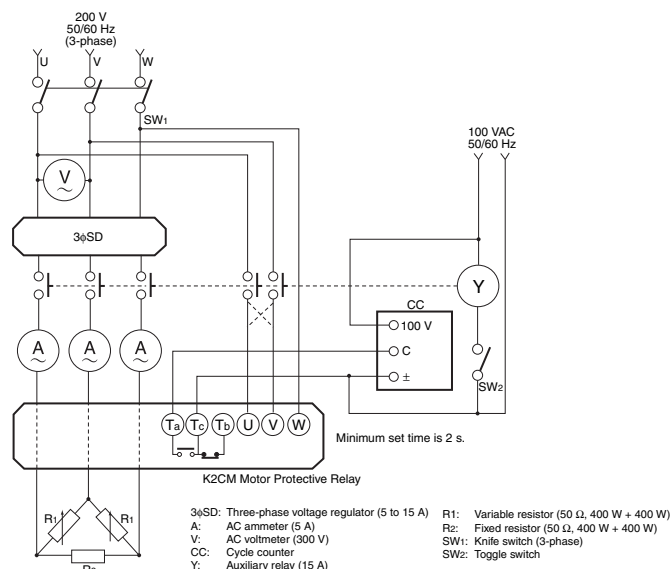 200 V
50/60 Hz
(3-phase)
U
V
W
SW1
100 VAC
50/60 Hz
V
3ϕSD
Y
CC
100 V
C
±
SW2
A
A
A
Ta
Tc
Tb
U
V
W
Minimum set time is 2 s.
K2CM Motor Protective Relay
R1
R1
R2
3ϕSD: Three-phase voltage regulator (5 to 15 A)
A: AC ammeter (5 A)
V: AC voltmeter (300 V)
CC: Cycle counter
Y: Auxiliary relay (15 A)
R1: Variable resistor (50 Ω, 400 W + 400 W)
R2: Fixed resistor (50 Ω, 400 W + 400 W)
SW1: Knife switch (3-phase)
SW2: Toggle switch